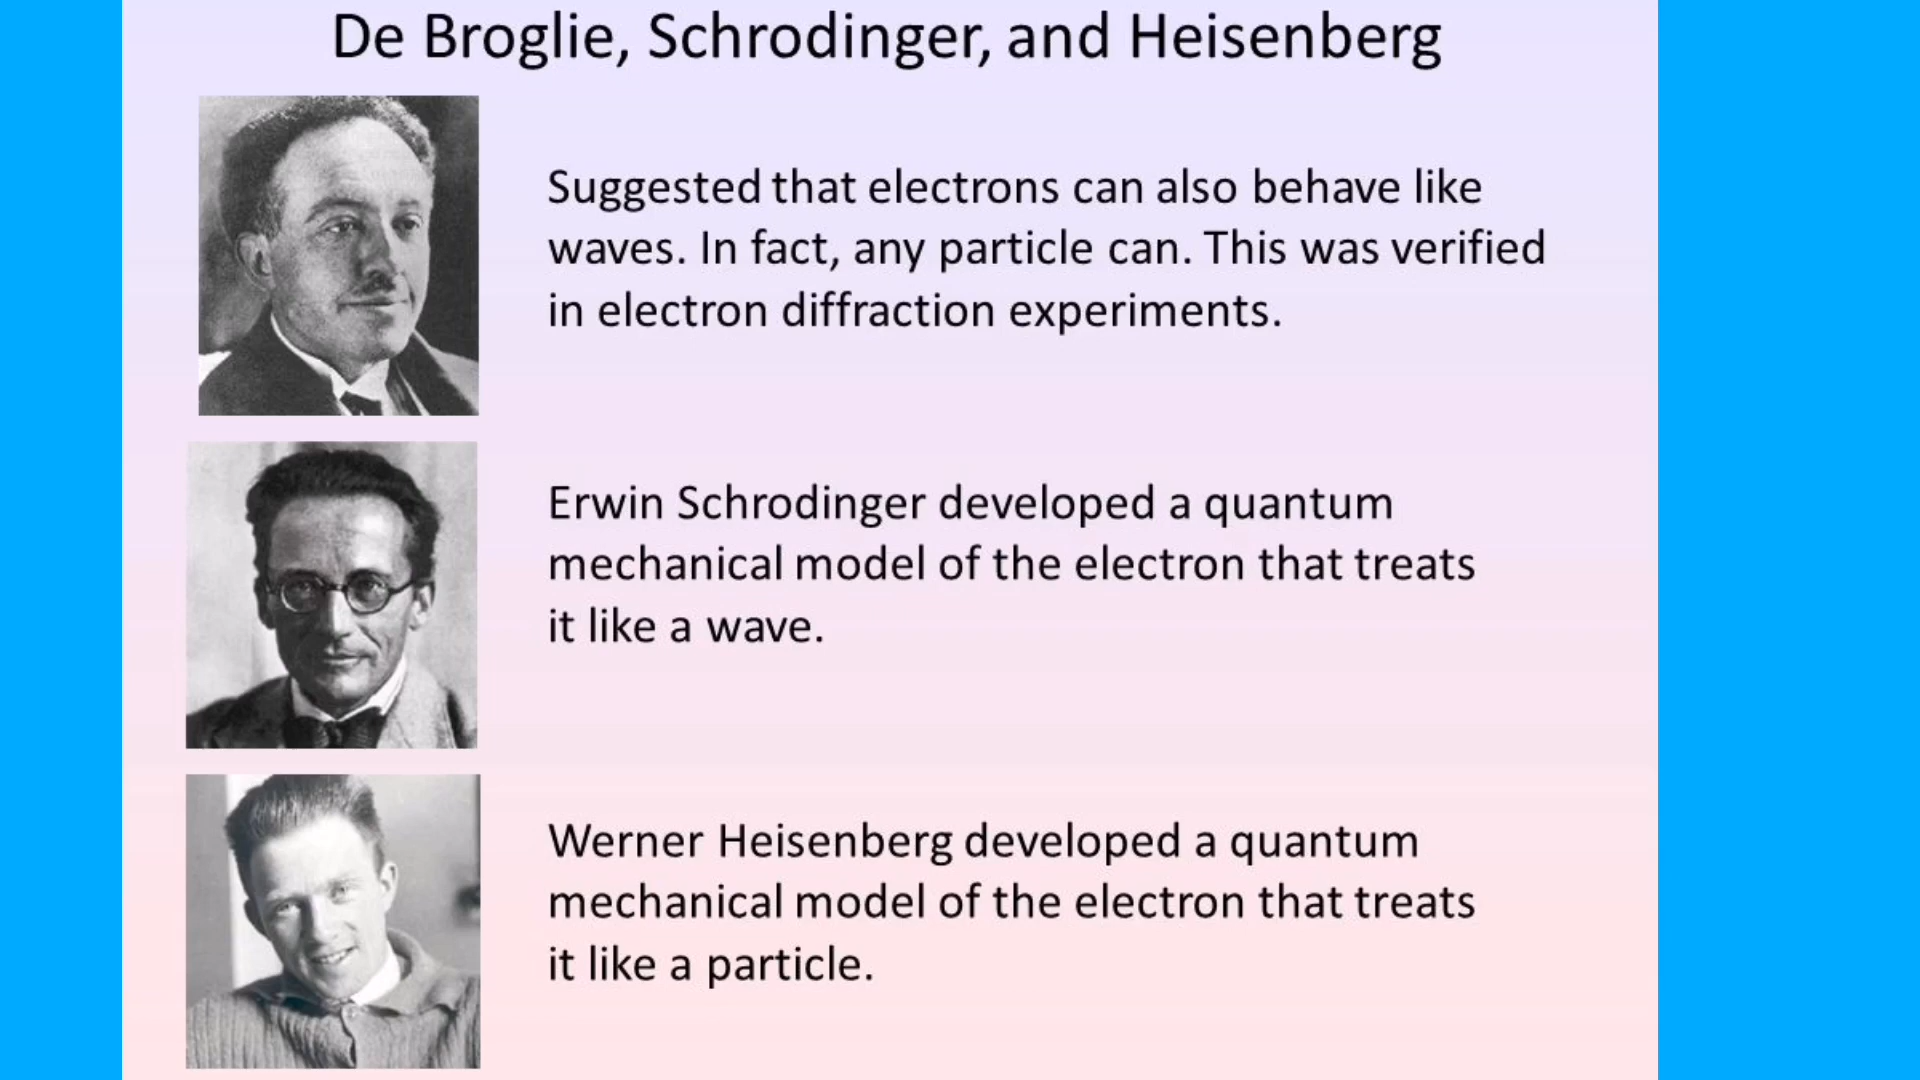 De Broglie, Schrodinger, and Heisenberg
Suggested that electrons can also behave like
waves. In fact, any particle can. This was verified
in electron diffraction experiments.
Erwin Schrodinger developed a quantum
mechanical model of the electron that treats
it like a wave.
Werner Heisenberg developed a quantum
mechanical model of the electron that treats
it like a particle.